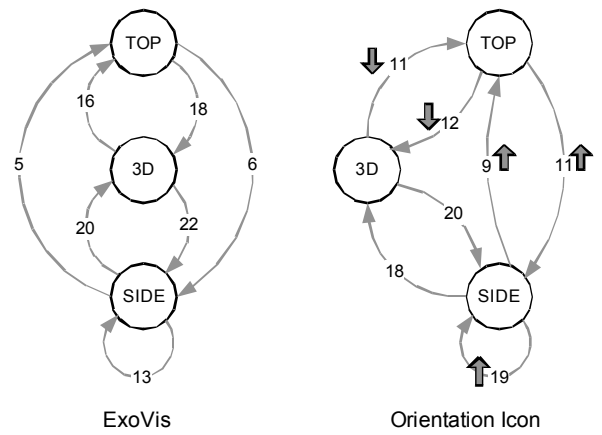 TOP
16
18
5
3D
6
20
22
SIDE
13
ExoVis
TOP
11
12
3D
9
11
20
18
SIDE
19
Orientation Icon